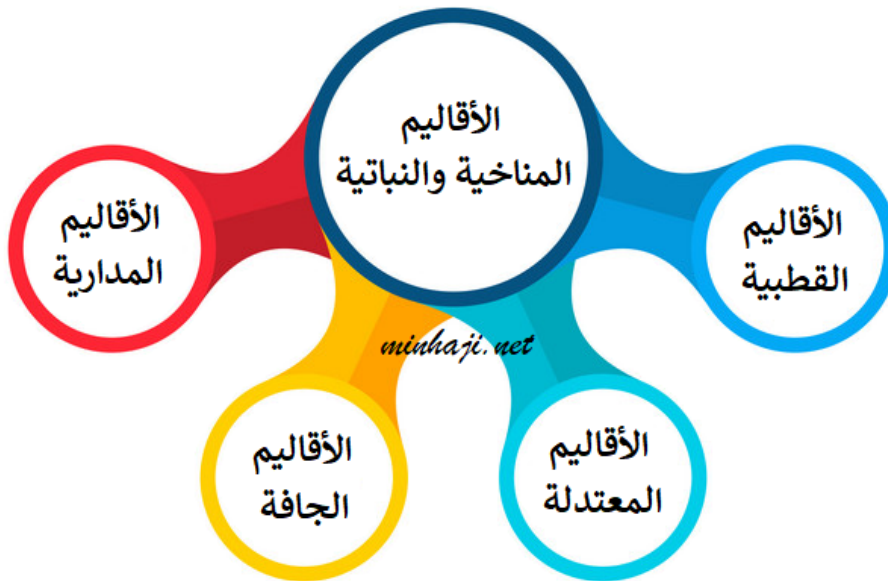 الأقاليم
المناخية والنباتية
الأقاليم
القطبية
الأقاليم
المدارية
minhaji.net
الأقاليم
المعتدلة
الأقاليم
الجافة